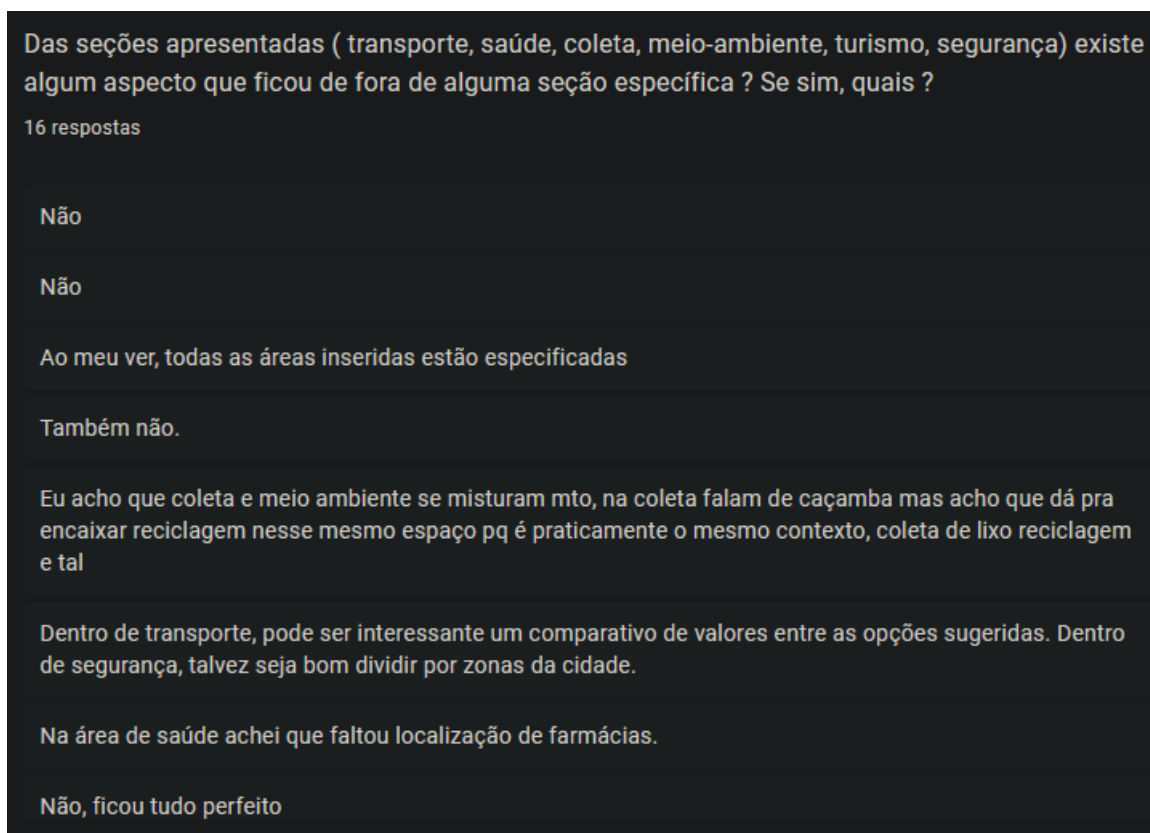 Das seções apresentadas ( transporte, saúde, coleta, meio-ambiente, turismo, segurança) existe
algum aspecto que ficou de fora de alguma seção específica ? Se sim, quais ?
16 respostas
Não
Não
Ao meu ver, todas as áreas inseridas estão especificadas
Também não.
Eu acho que coleta e meio ambiente se misturam mto, na coleta falam de caçamba mas acho que dá pra
encaixar reciclagem nesse mesmo espaço pq é praticamente o mesmo contexto, coleta de lixo reciclagem
e tal
Dentro de transporte, pode ser interessante um comparativo de valores entre as opções sugeridas. Dentro
de segurança, talvez seja bom dividir por zonas da cidade.
Na área de saúde achei que faltou localização de farmácias.
Não, ficou tudo perfeito